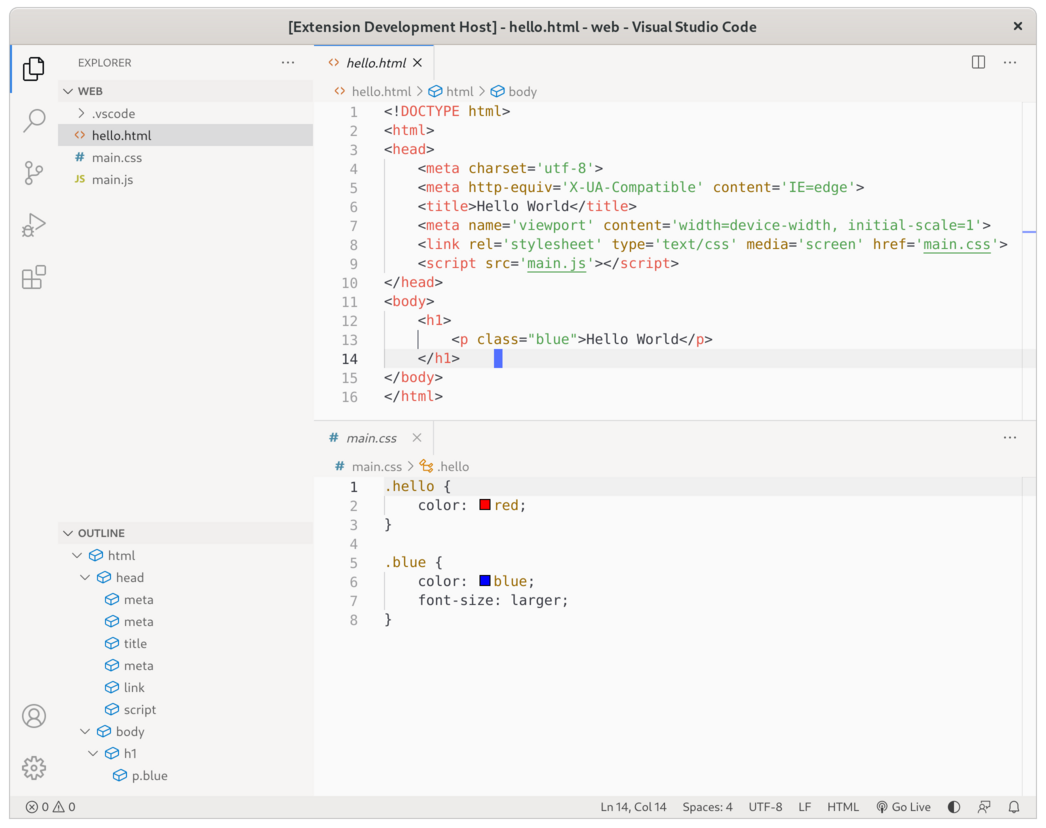 [Extension Development Host] - hello.html - web - Visual Studio Code
EXPLORER
WEB
.vscode
hello.html
main.css
main.js
OUTLINE
html
head
meta
meta
title
meta
link
script
body
h1
p.blue
hello.html
hello.html > html > body
1 <!DOCTYPE html>
2 <html>
3 <head>
4     <meta charset='utf-8'>
5     <meta http-equiv='X-UA-Compatible' content='IE=edge'>
6     <title>Hello World</title>
7     <meta name='viewport' content='width=device-width, initial-scale=1'>
8     <link rel='stylesheet' type='text/css' media='screen' href='main.css'>
9     <script src='main.js'></script>
10 </head>
11 <body>
12     <h1>
13         <p class="blue">Hello World</p>
14     </h1>
15 </body>
16 </html>
main.css
main.css > .hello
1 .hello {
2     color: red;
3 }
4
5 .blue {
6     color: blue;
7     font-size: larger;
8 }
0 0 Ln 14, Col 14 Spaces: 4 UTF-8 LF HTML Go Live